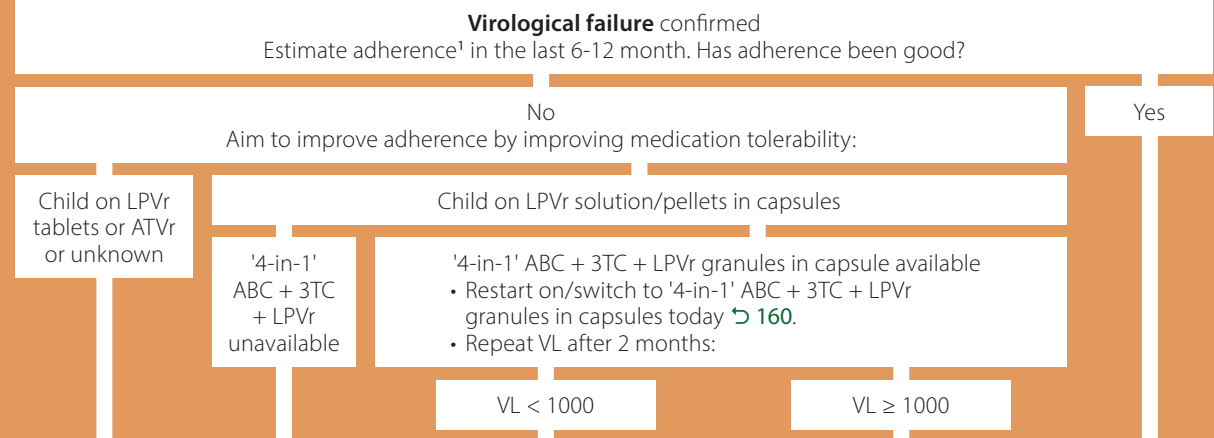 Virological failure confirmed
Estimate adherence¹ in the last 6-12 month. Has adherence been good?
No
Aim to improve adherence by improving medication tolerability:
Yes
Child on LPVr
tablets or ATVr
or unknown
Child on LPVr solution/pellets in capsules
'4-in-1'
ABC + 3TC
+ LPVr
unavailable
'4-in-1' ABC + 3TC + LPVr granules in capsule available
• Restart on/switch to '4-in-1' ABC + 3TC + LPVr
granules in capsules today ⮌ 160.
• Repeat VL after 2 months:
VL < 1000
VL ≥ 1000